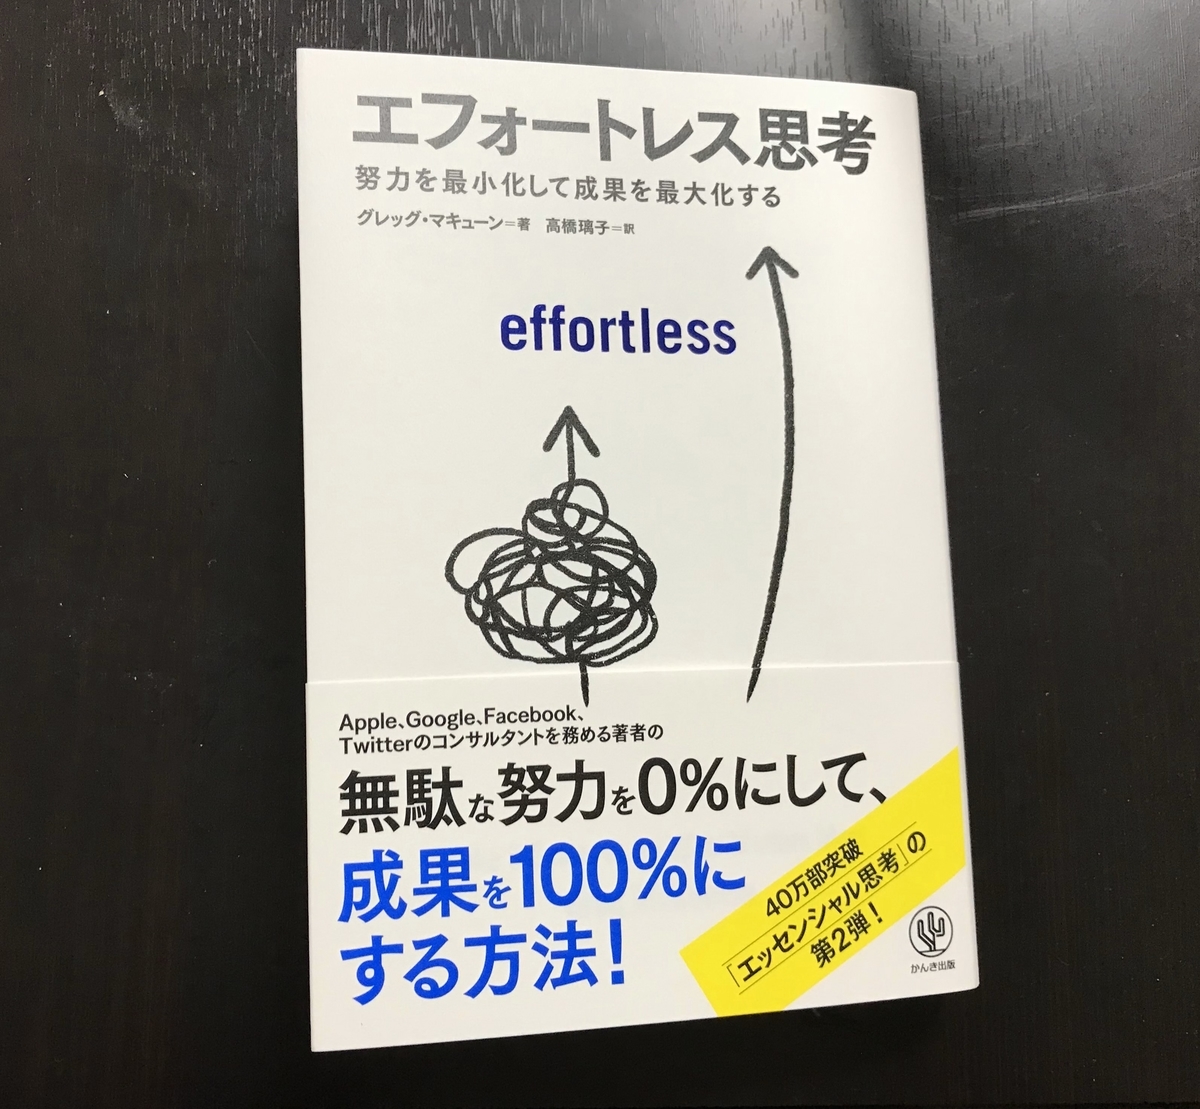 エフォートレス思考
努力を最小化して成果を最大化する
グレッグ・マキューン=著 高橋璃子=訳
effortless
Apple、Google、Facebook、
Twitterのコンサルタントを務める著者の
無駄な努力を0%にして、
成果を100%に
する方法!
40万部突破
「エッセンシャル思考」の
第2弾!
かんき出版